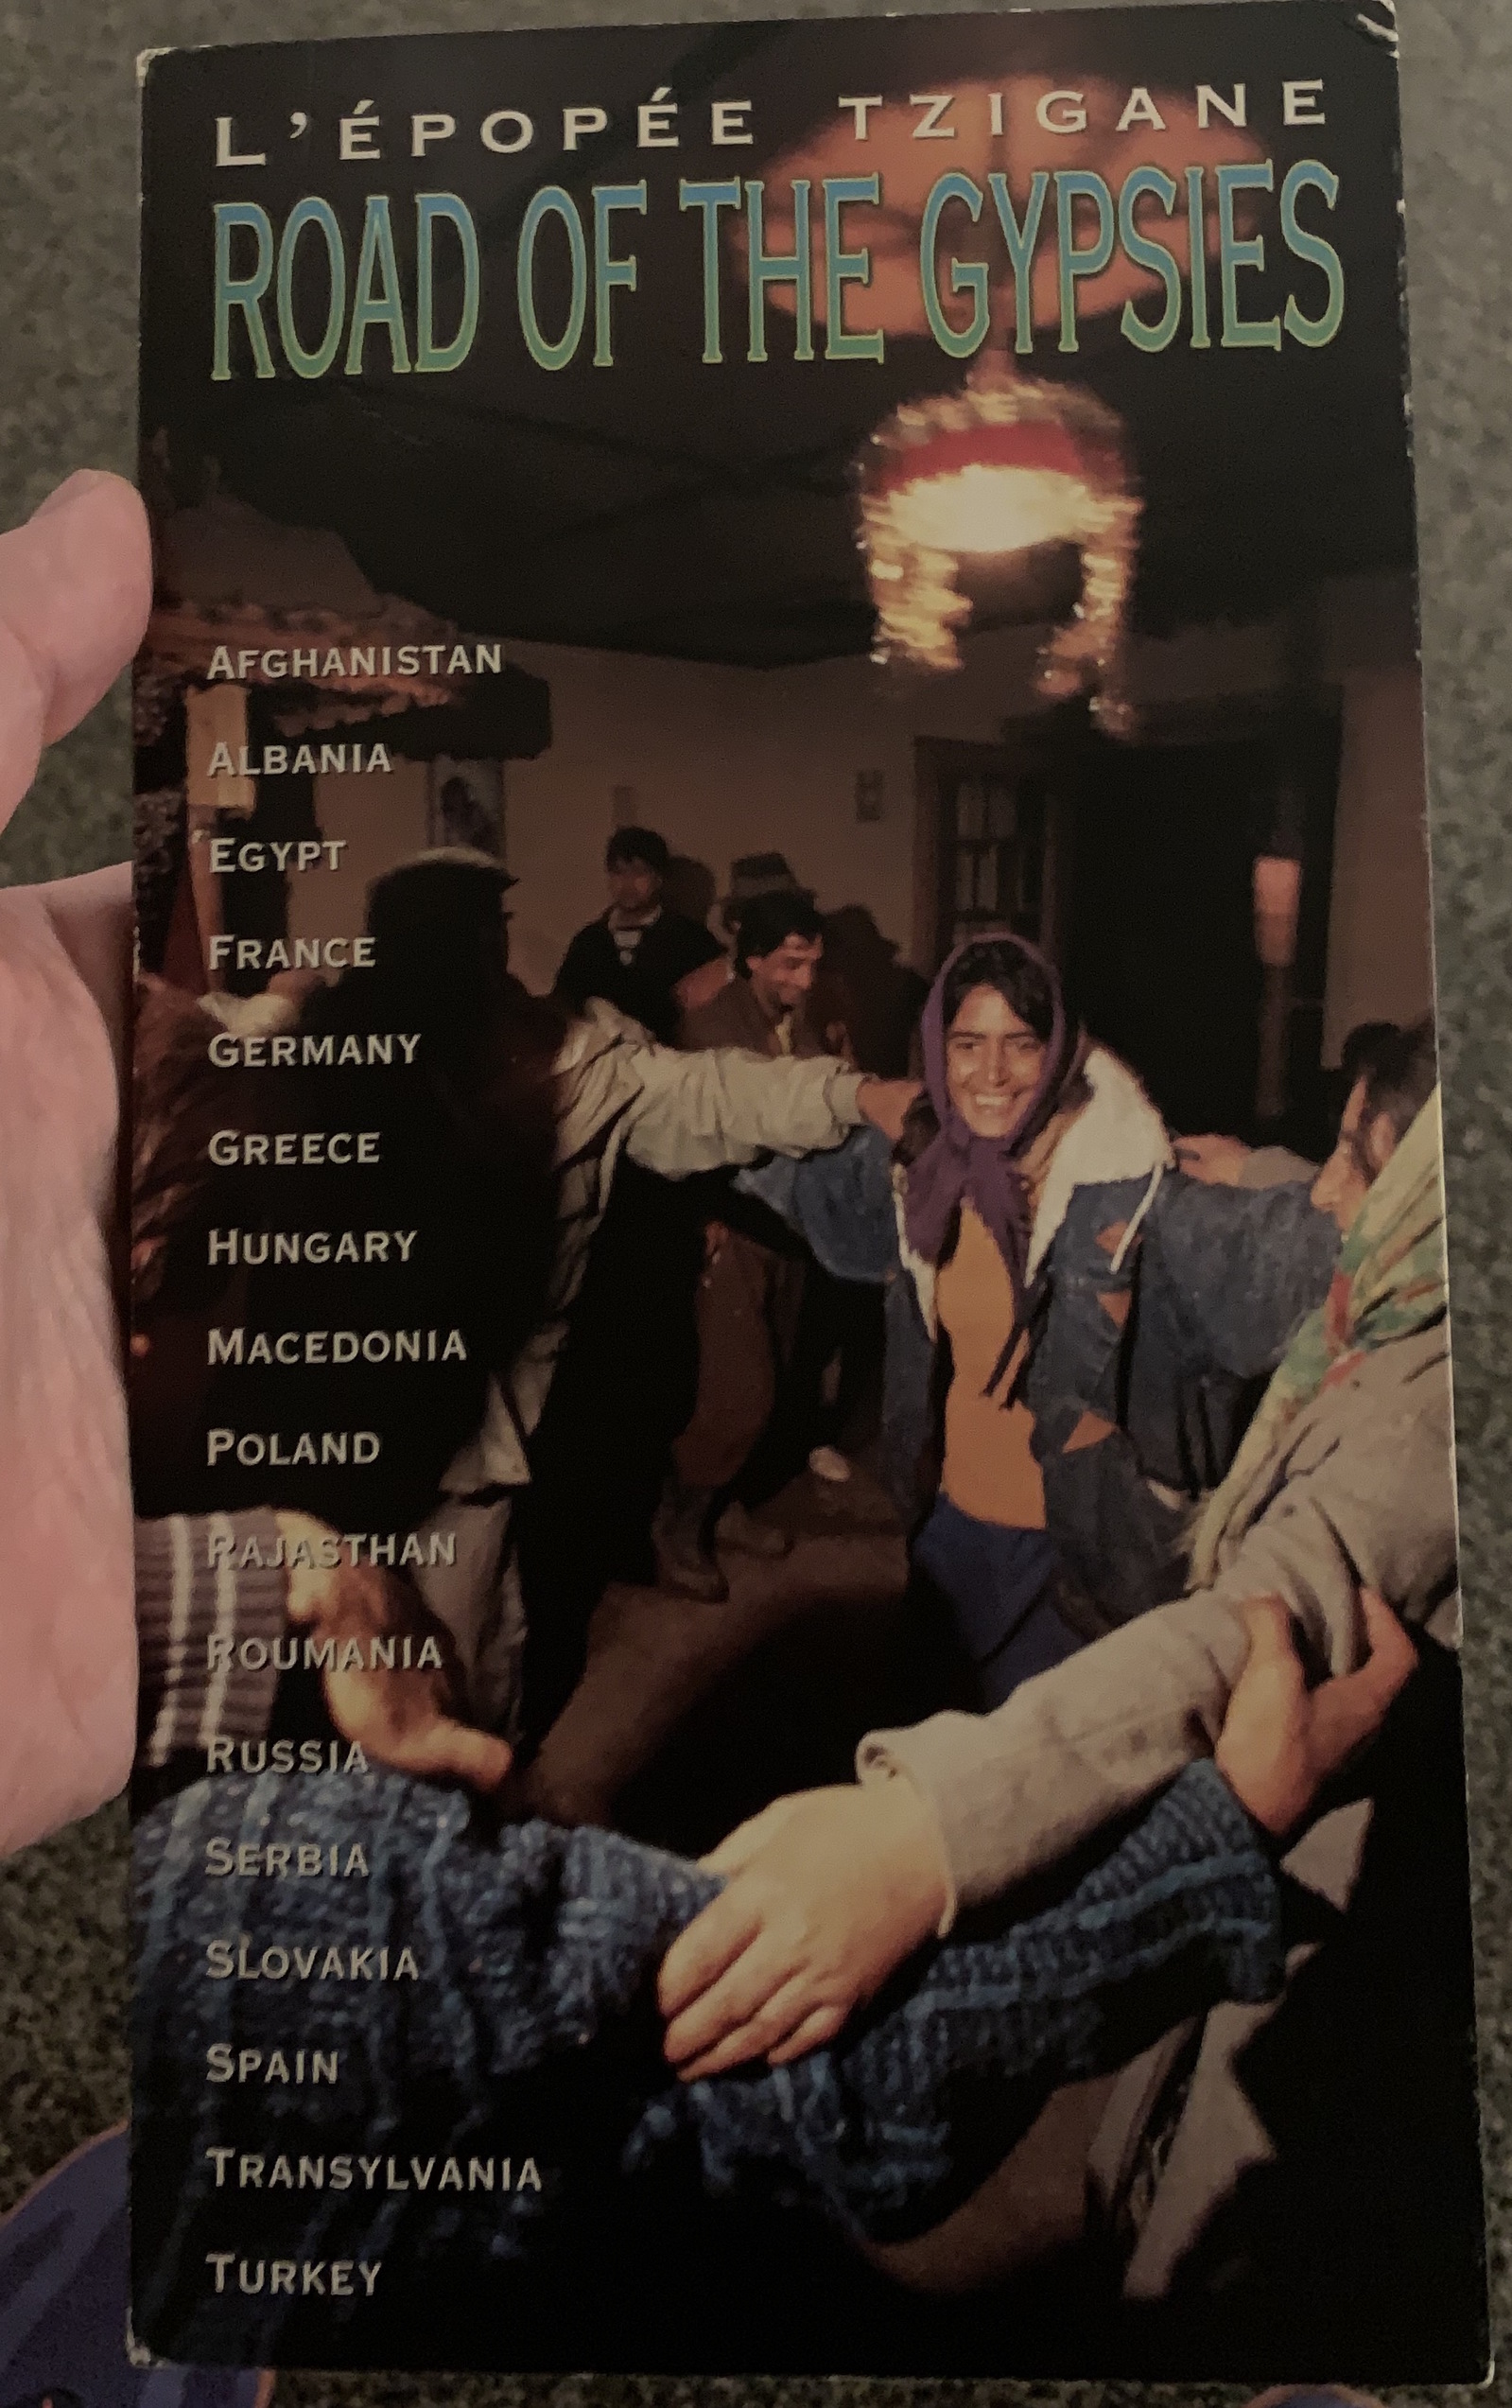 L'ÉPOPÉE TZIGANE
ROAD OF THE GYPSIES
AFGHANISTAN
ALBANIA
EGYPT
FRANCE
GERMANY
GREECE
HUNGARY
MACEDONIA
POLAND
RAJASTHAN
ROUMANIA
RUSSIA
SERBIA
SLOVAKIA
SPAIN
TRANSYLVANIA
TURKEY